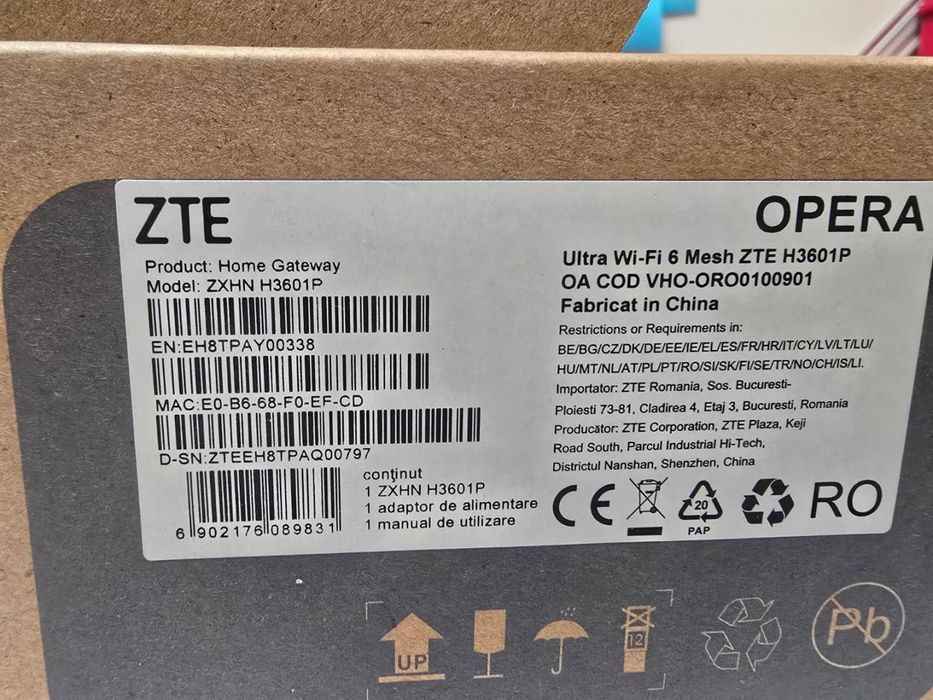 ZTE
Product: Home Gateway
Model: ZXHN H3601P
EN:EH8TPAY00338
MAC:E0-B6-68-F0-EF-CD
D-SN:ZTEEH8TPAQ00797
6 902176 089831
conţinut
1 ZXHN H3601P
1 adaptor de alimentare
1 manual de utilizare
OPERA
Ultra Wi-Fi 6 Mesh ZTE H3601P
OA COD VHO-ORO0100901
Fabricat in China
Restrictions or Requirements in:
BE/BG/CZ/DK/DE/EE/IE/EL/ES/FR/HR/IT/CY/LV/LT/LU/
HU/MT/NL/AT/PL/PT/RO/SI/SK/FI/SE/TR/NO/CH/IS/LI.
Importator: ZTE Romania, Sos. Bucuresti-
Ploiesti 73-81, Cladirea 4, Etaj 3, Bucuresti, Romania
Producător: ZTE Corporation, ZTE Plaza, Keji
Road South, Parcul Industrial Hi-Tech,
Districtul Nanshan, Shenzhen, China
CE
20
PAP
RO
UP
12
Pb